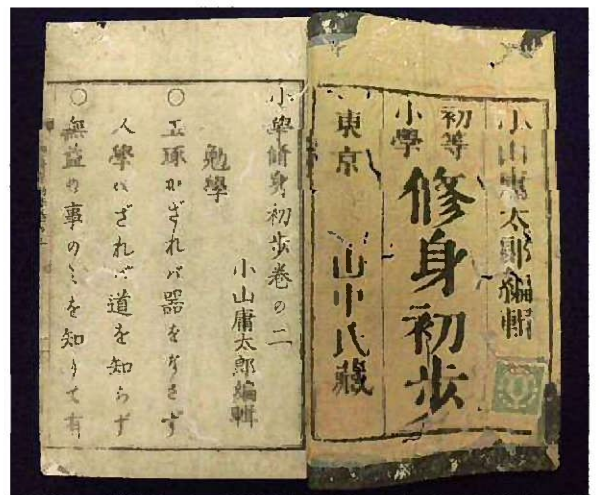 小山庸太郎編輯
初等
小學
修身初歩
東京 山中氏藏
小學修身初歩巻の二
小山庸太郎編輯
勉學
○玉琢かざれバ器をなさず
人學バざれバ道を知らず
○無益の事のミを知りて有